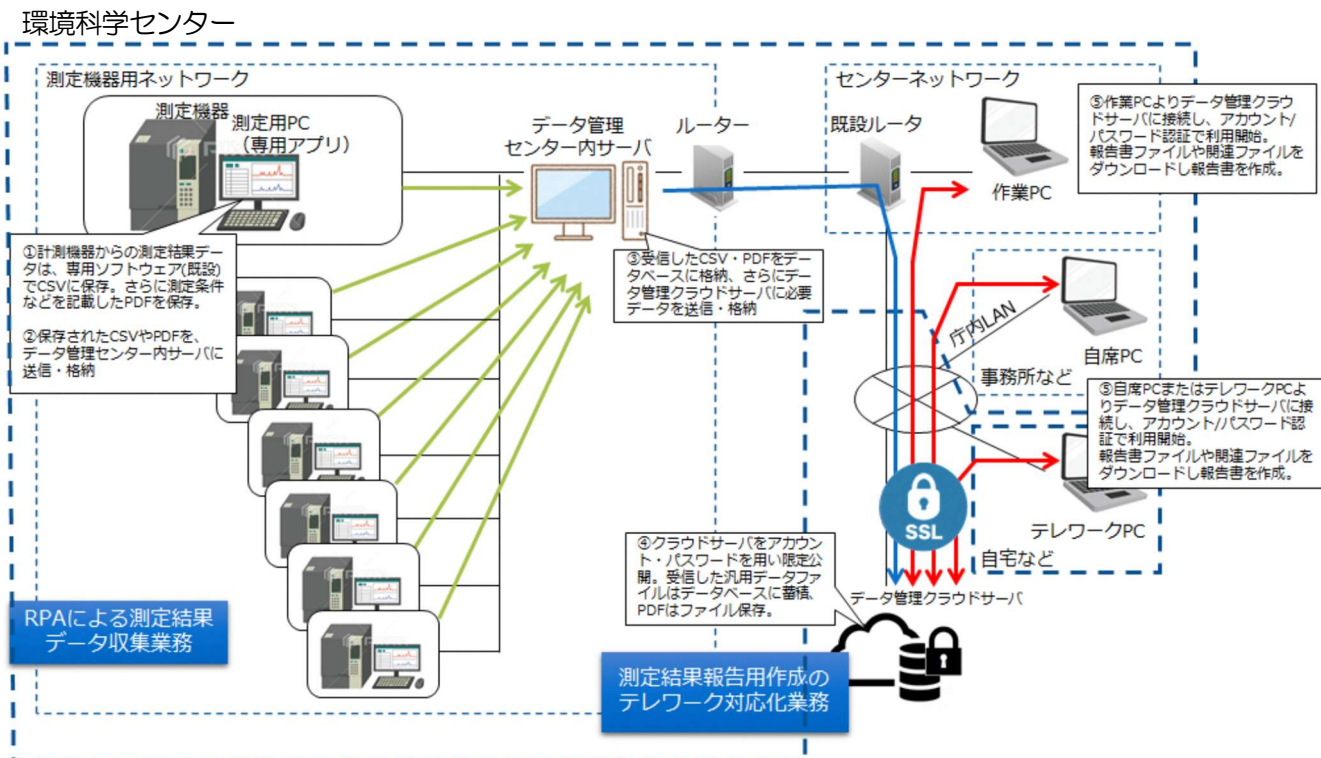 環境科学センター
測定機器用ネットワーク
測定機器
測定用PC
（専用アプリ）
データ管理
センター内サーバ
ルーター
センターネットワーク
既設ルータ
作業PC
⑤作業PCよりデータ管理クラウ
ドサーバに接続し、アカウント/
パスワード認証で利用開始。
報告書ファイルや関連ファイルを
ダウンロードし報告書を作成。
①計測機器からの測定結果デー
タは、専用ソフトウェア(既設)
でCSVに保存。さらに測定条件
などを記載したPDFを保存。
②保存されたCSVやPDFを、
データ管理センター内サーバに
送信・格納
③受信したCSV・PDFをデー
タベースに格納、さらにデー
タ管理クラウドサーバに必要
データを送信・格納
庁内LAN
自席PC
事務所など
⑤自席PCまたはテレワークPCよ
りデータ管理クラウドサーバに接
続し、アカウント/パスワード認
証で利用開始。
報告書ファイルや関連ファイルを
ダウンロードし報告書を作成。
SSL
テレワークPC
自宅など
④クラウドサーバをアカウン
ト・パスワードを用い限定公
開。受信した汎用データファ
イルはデータベースに蓄積、
PDFはファイル保存。
データ管理クラウドサーバ
RPAによる測定結果
データ収集業務
測定結果報告用作成の
テレワーク対応化業務